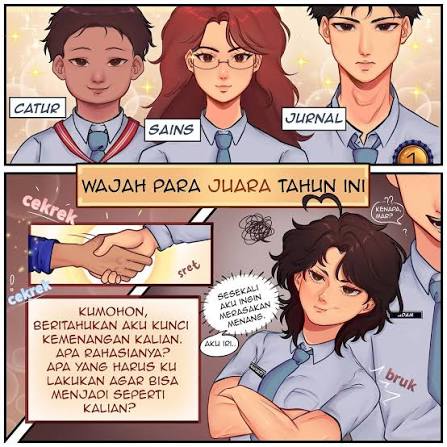 CATUR
SAINS
JURNAL
1
WAJAH PARA JUARA TAHUN INI
cekrek
cekrek
sret
KUMOHON,
BERITAHUKAN AKU KUNCI
KEMENANGAN KALIAN.
APA RAHASIANYA?
APA YANG HARUS KU
LAKUKAN AGAR BISA
MENJADI SEPERTI
KALIAN?
KENAPA,
MAR?
SESEKALI
AKU INGIN
MERASAKAN
MENANG.
AKU IRI..
bruk